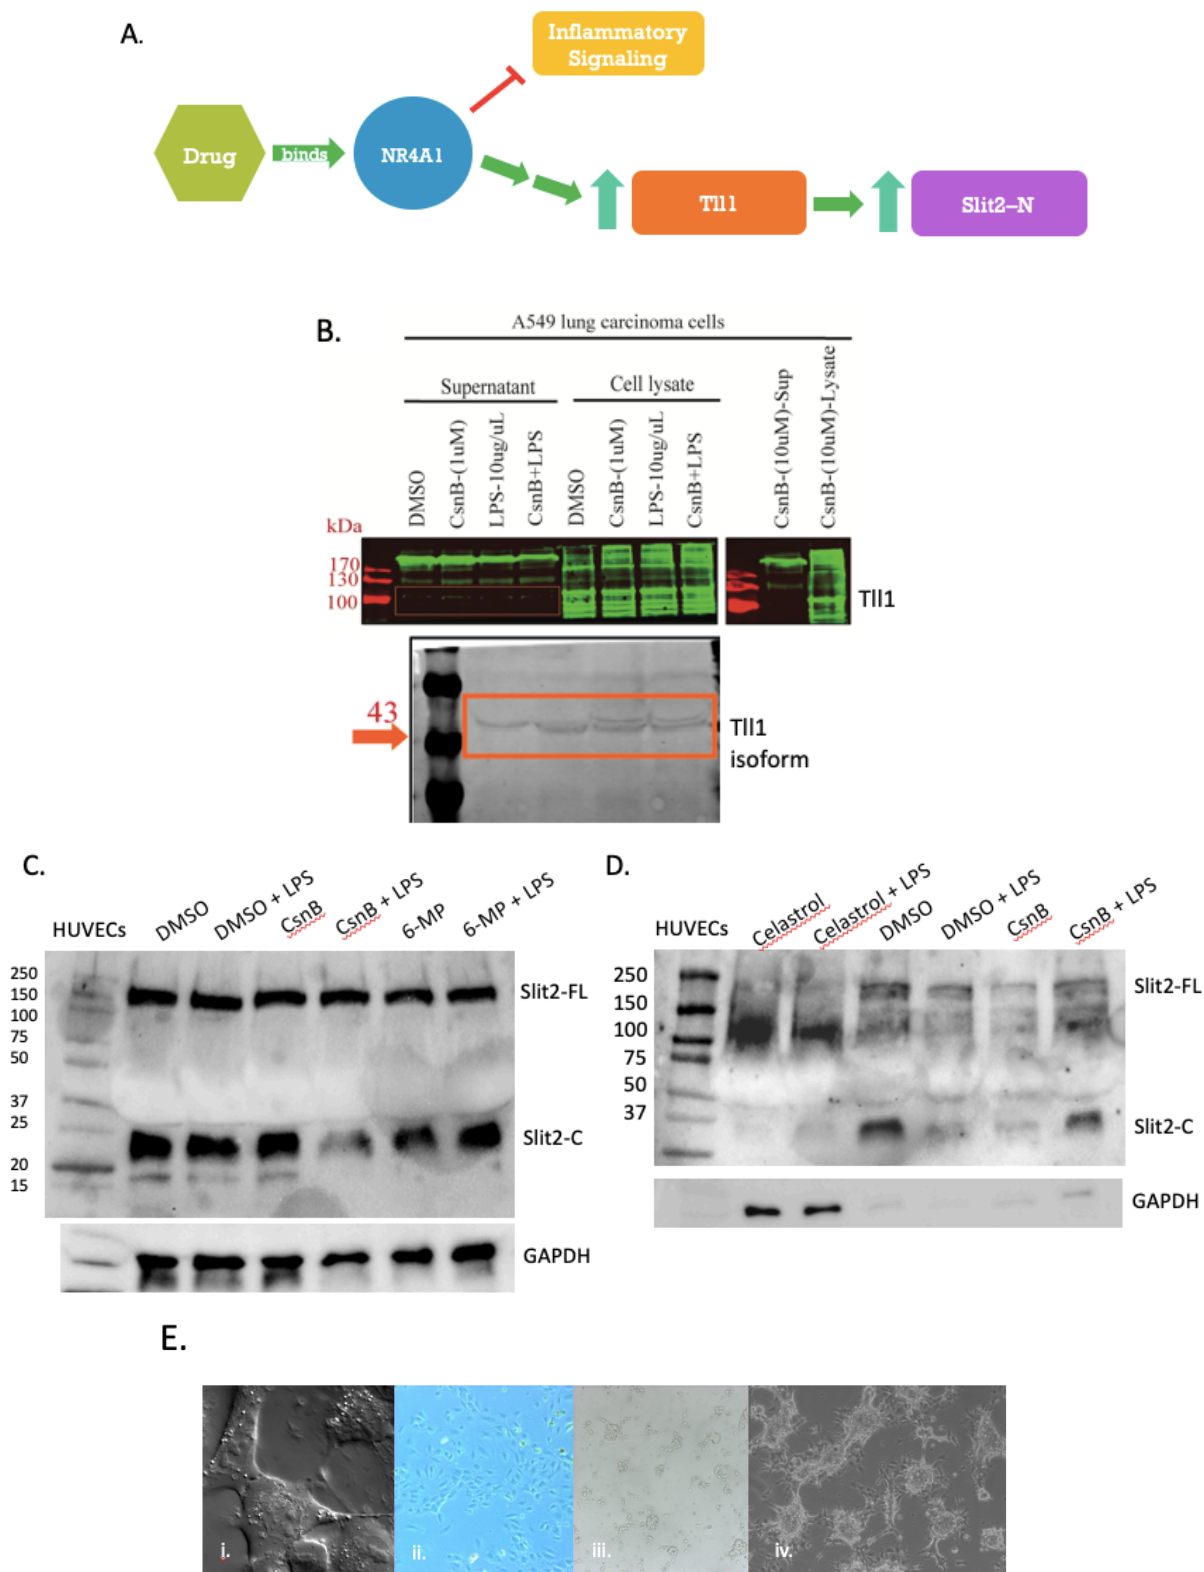 A.
Inflammatory
Signaling
Drug
binds
NR4A1
Tll1
Slit2–N
B.
A549 lung carcinoma cells
Supernatant
Cell lysate
DMSO
CsnB-(1uM)
LPS-10ug/uL
CsnB+LPS
DMSO
CsnB-(1uM)
LPS-10ug/uL
CsnB+LPS
CsnB-(10uM)-Sup
CsnB-(10uM)-Lysate
kDa
170
130
100
Tll1
43
Tll1
isoform
C.
HUVECs
DMSO
DMSO + LPS
CsnB
CsnB + LPS
6-MP
6-MP + LPS
250
150
100
75
50
37
25
20
15
Slit2-FL
Slit2-C
GAPDH
D.
HUVECs
Celastrol
Celastrol + LPS
DMSO
DMSO + LPS
CsnB
CsnB + LPS
250
150
100
75
50
37
Slit2-FL
Slit2-C
GAPDH
E.
i.
ii.
iii.
iv.